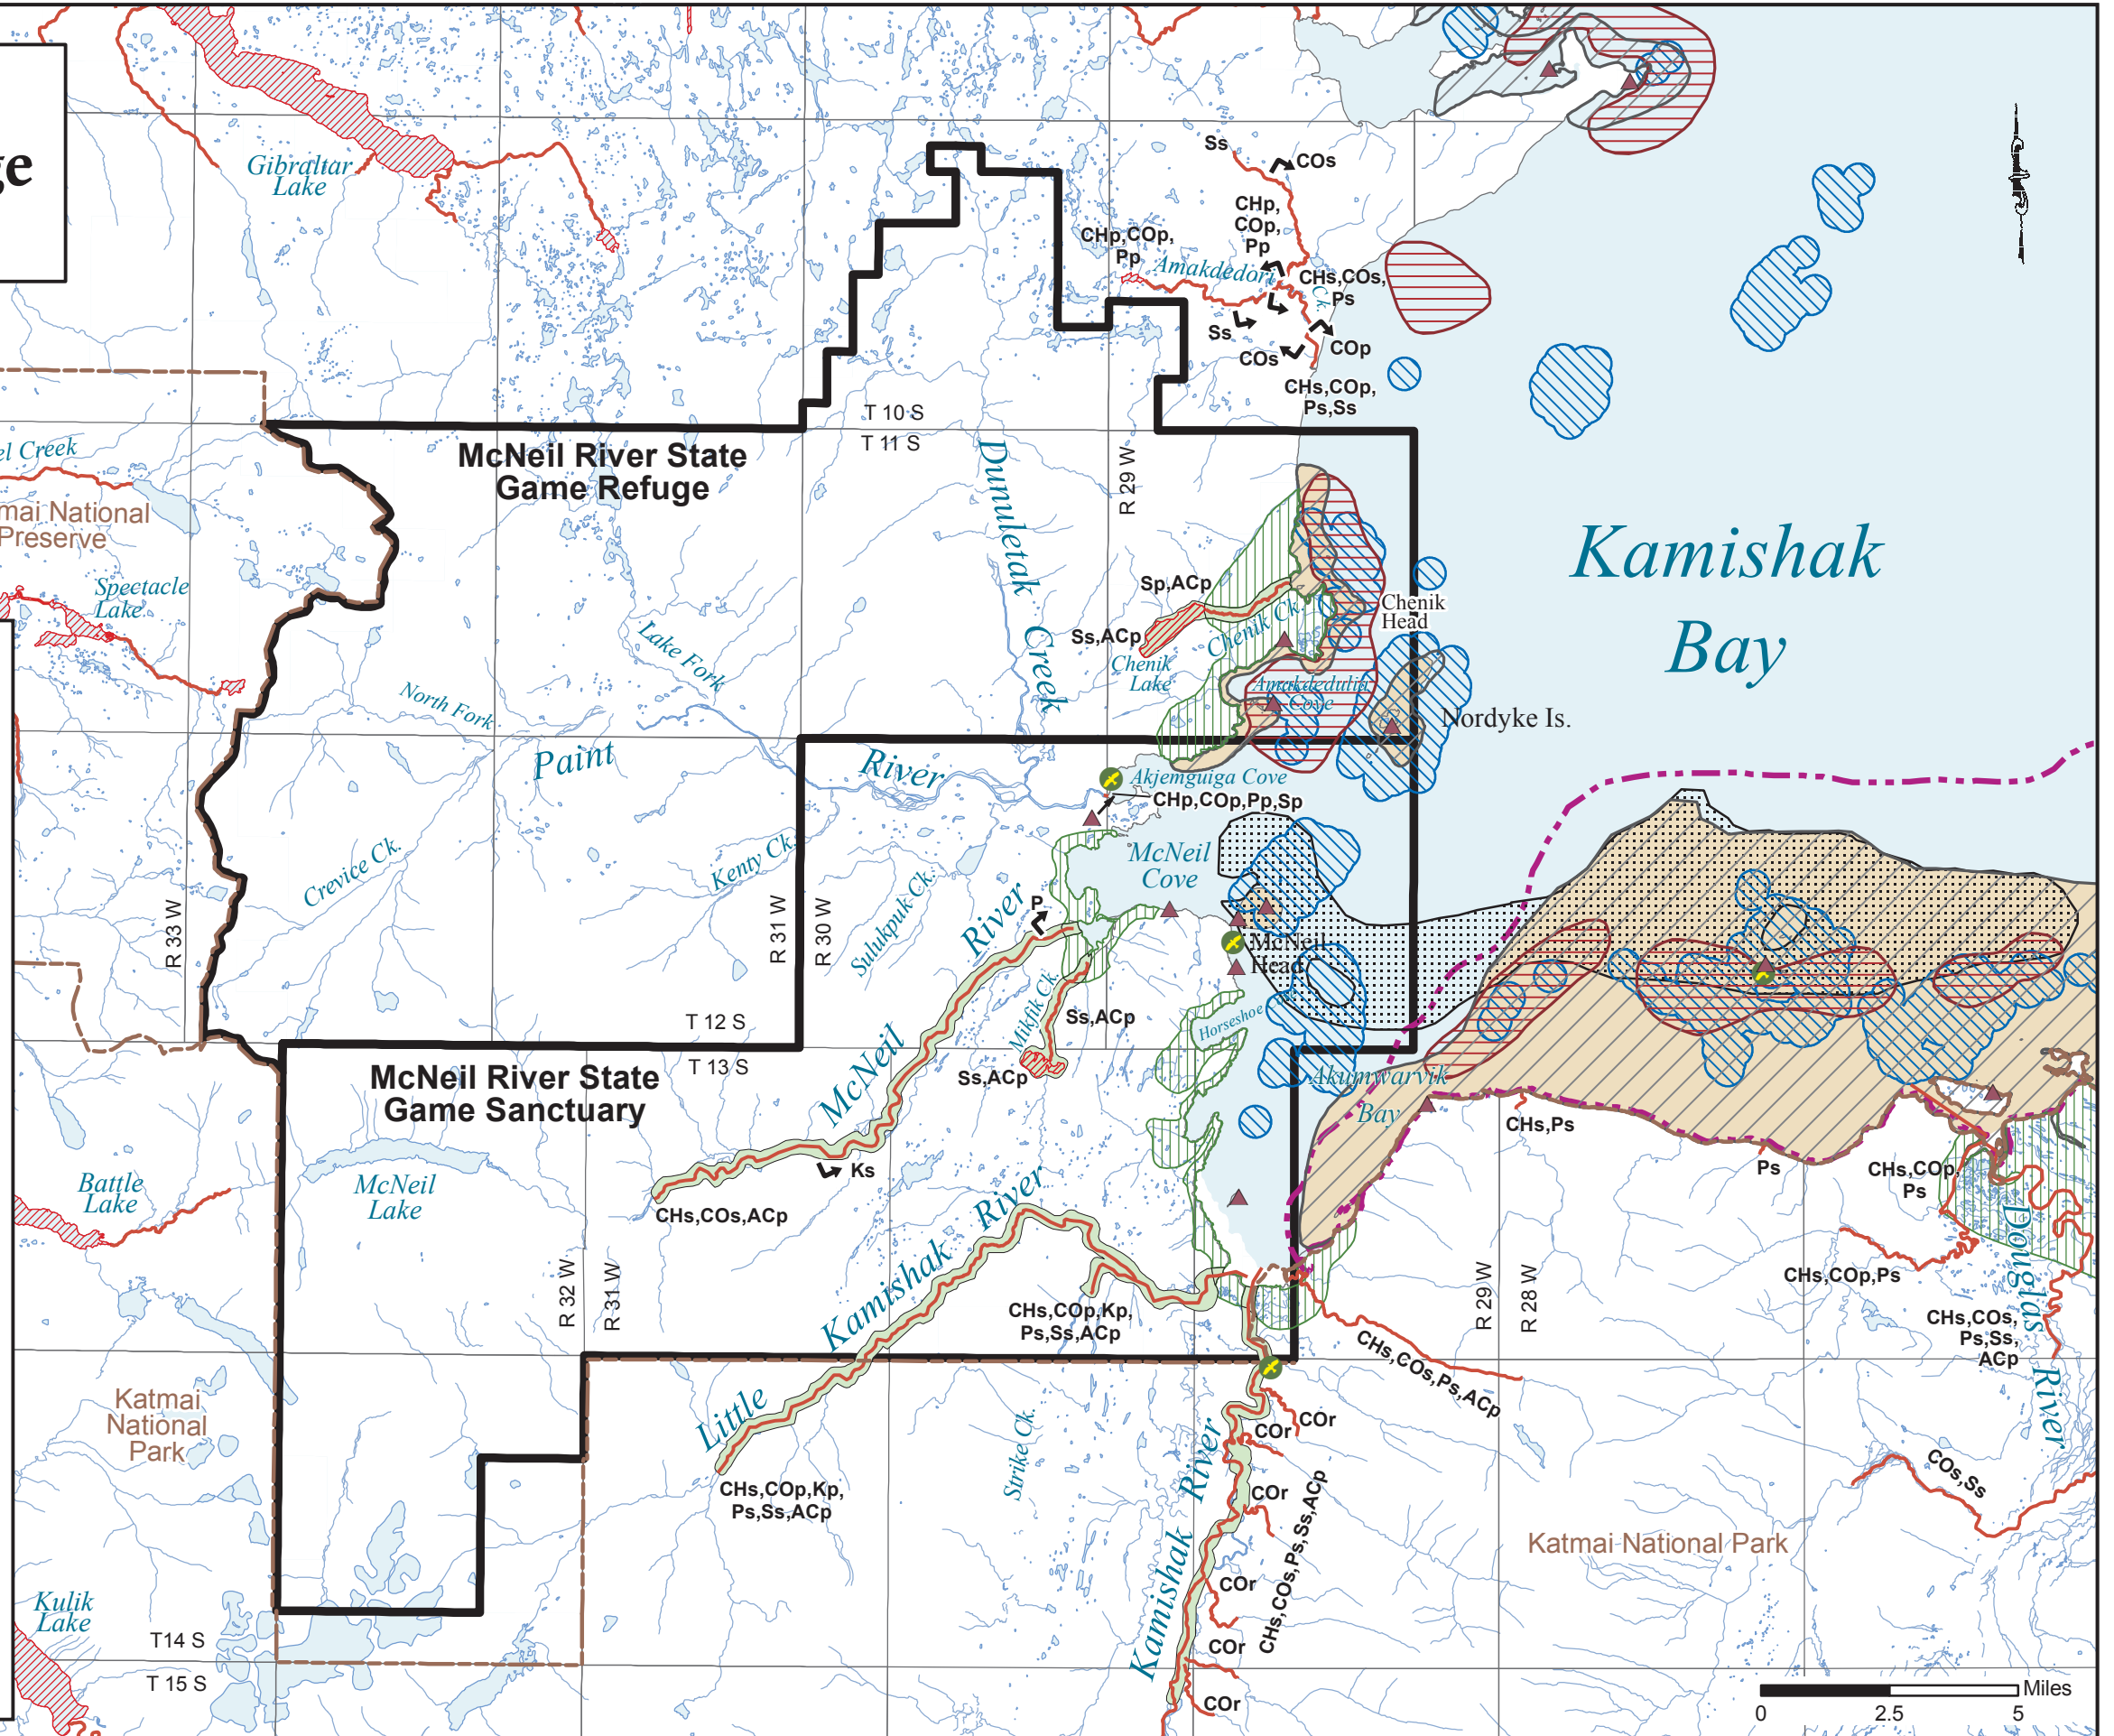 ge
Gibraltar
Lake
Ss
COs
CHp,
COp,
Pp
CHp,COp,
Pp
Amakdedori
Ck.
CHs,COs,
Ps
Ss
COs
COp
CHs,COp,
Ps,Ss
T 10 S
T 11 S
McNeil River State
Game Refuge
el Creek
mai National
Preserve
Spectacle
Lake
Dunuletak
Creek
R 29 W
Kamishak
Bay
Sp,ACp
Ss,ACp
Chenik Ck.
Chenik
Lake
Chenik
Head
Amakdedulia
Cove
Nordyke Is.
Lake Fork
North Fork
Paint
River
Akjemguiga Cove
CHp,COp,Pp,Sp
McNeil
Cove
Crevice Ck.
Kenty Ck.
Sulukpuk Ck.
R 33 W
R 31 W
R 30 W
River
P
McNeil
Head
Mikfik Ck.
Ss,ACp
Horseshoe
T 12 S
T 13 S
McNeil
Ss,ACp
McNeil River State
Game Sanctuary
Akumwarvik
Bay
CHs,Ps
Ps
CHs,COp,
Ps
Battle
Lake
McNeil
Lake
Ks
CHs,COs,ACp
River
Kamishak
Little
Douglas
River
CHs,COp,Ps
R 32 W
R 31 W
R 29 W
R 28 W
CHs,COp,Kp,
Ps,Ss,ACp
CHs,COs,
Ps,Ss,
ACp
CHs,COs,Ps,ACp
Katmai
National
Park
CHs,COp,Kp,
Ps,Ss,ACp
Strike Ck.
River
Kamishak
COr
COr
COr
CHs,COs,Ps,Ss,ACp
COs,Ss
Katmai National Park
COr
COr
COr
Kulik
Lake
T14 S
T 15 S
Miles
0
2.5
5